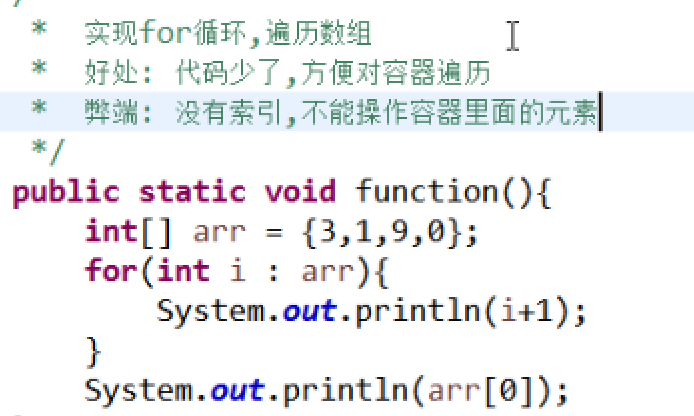 * 实现for循环,遍历数组
* 好处: 代码少了,方便对容器遍历
* 弊端: 没有索引,不能操作容器里面的元素
*/
public static void function(){
int[] arr = {3,1,9,0};
for(int i : arr){
System.out.println(i+1);
}
System.out.println(arr[0]);